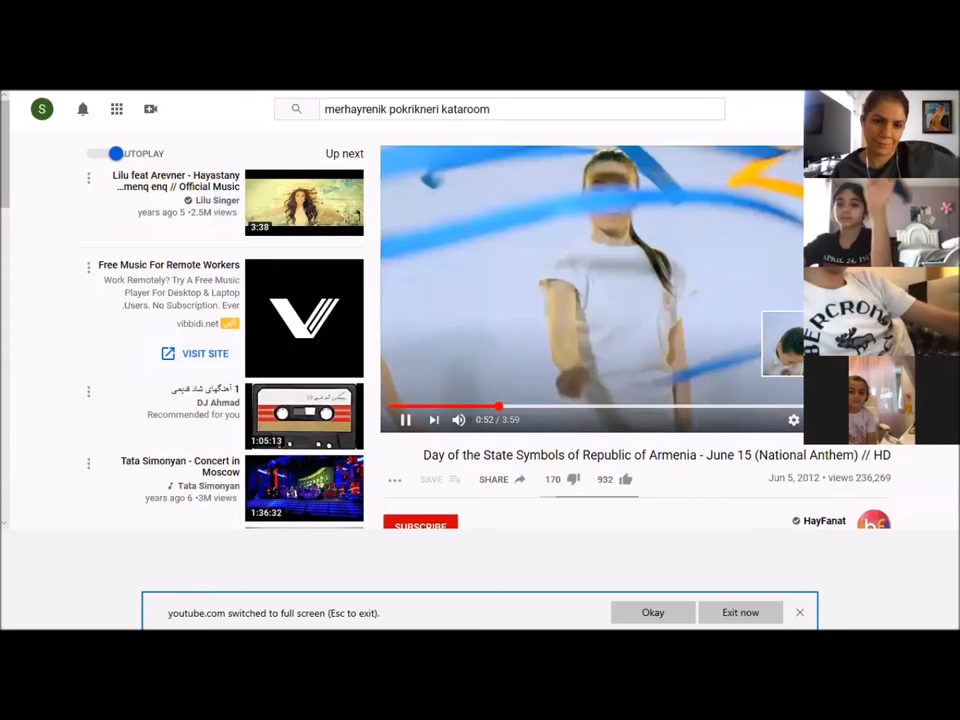 S
merhayrenik pokrikneri kataroom
UTOPLAY
Up next
Lilu feat Arevner - Hayastany
...menq enq // Official Music
Lilu Singer
years ago 5 • 2.5M views
3:38
Free Music For Remote Workers
Work Remotely? Try A Free Music
Player For Desktop & Laptop
.Users. No Subscription. Ever
vibbidi.net آگهی
VISIT SITE
1 آهنگهای شاد قدیمی
DJ Ahmad
Recommended for you
1:05:13
Tata Simonyan - Concert in
Moscow
Tata Simonyan
years ago 6 • 3M views
1:36:32
0:52 / 3:59
Day of the State Symbols of Republic of Armenia - June 15 (National Anthem) // HD
SAVE
SHARE
170
932
Jun 5, 2012 • views 236,269
SUBSCRIBE
HayFanat
hf
APRIL 24, 191
BERCROM
youtube.com switched to full screen (Esc to exit).
Okay
Exit now